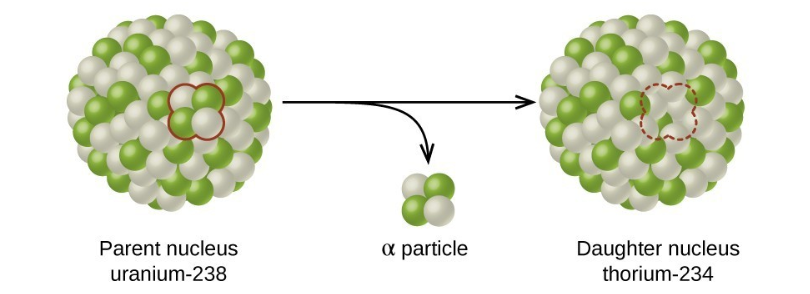 Parent nucleus
uranium-238
α particle
Daughter nucleus
thorium-234